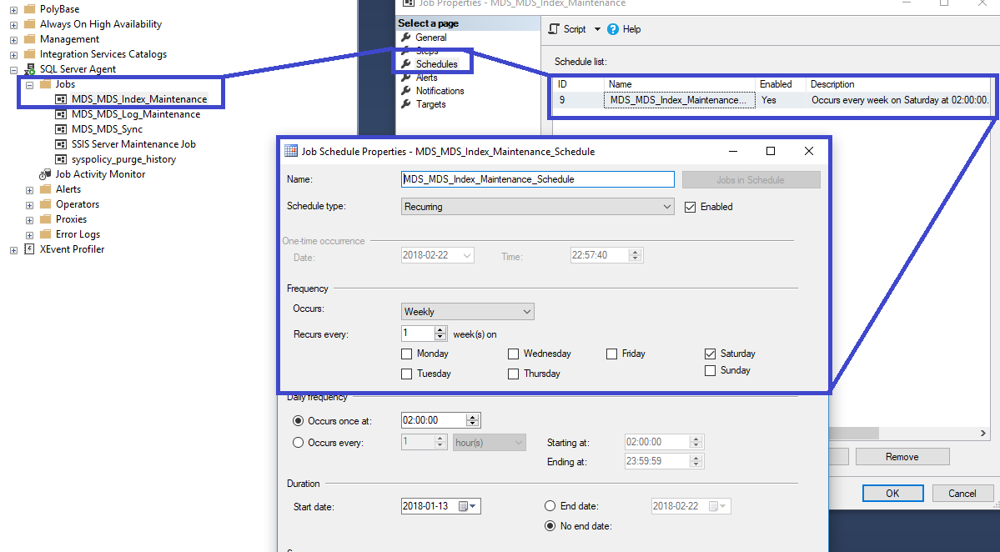 PolyBase
Always On High Availability
Management
Integration Services Catalogs
SQL Server Agent
Jobs
MDS_MDS_Index_Maintenance
MDS_MDS_Log_Maintenance
MDS_MDS_Sync
SSIS Server Maintenance Job
syspolicy_purge_history
Job Activity Monitor
Alerts
Operators
Proxies
Error Logs
XEvent Profiler
Job Properties - MDS_MDS_Index_Maintenance
Select a page
General
Steps
Schedules
Alerts
Notifications
Targets
Script Help
Schedule list:
ID Name Enabled Description
9 MDS_MDS_Index_Maintenance... Yes Occurs every week on Saturday at 02:00:00.
Job Schedule Properties - MDS_MDS_Index_Maintenance_Schedule
Name: MDS_MDS_Index_Maintenance_Schedule Jobs in Schedule
Schedule type: Recurring Enabled
One-time occurrence
Date: 2018-02-22 Time: 22:57:40
Frequency
Occurs: Weekly
Recurs every: 1 week(s) on
Monday Wednesday Friday Saturday
Tuesday Thursday Sunday
Daily frequency
Occurs once at: 02:00:00
Occurs every: 1 hour(s) Starting at: 02:00:00
Ending at: 23:59:59
Duration
Start date: 2018-01-13 End date: 2018-02-22
No end date:
Remove
OK Cancel